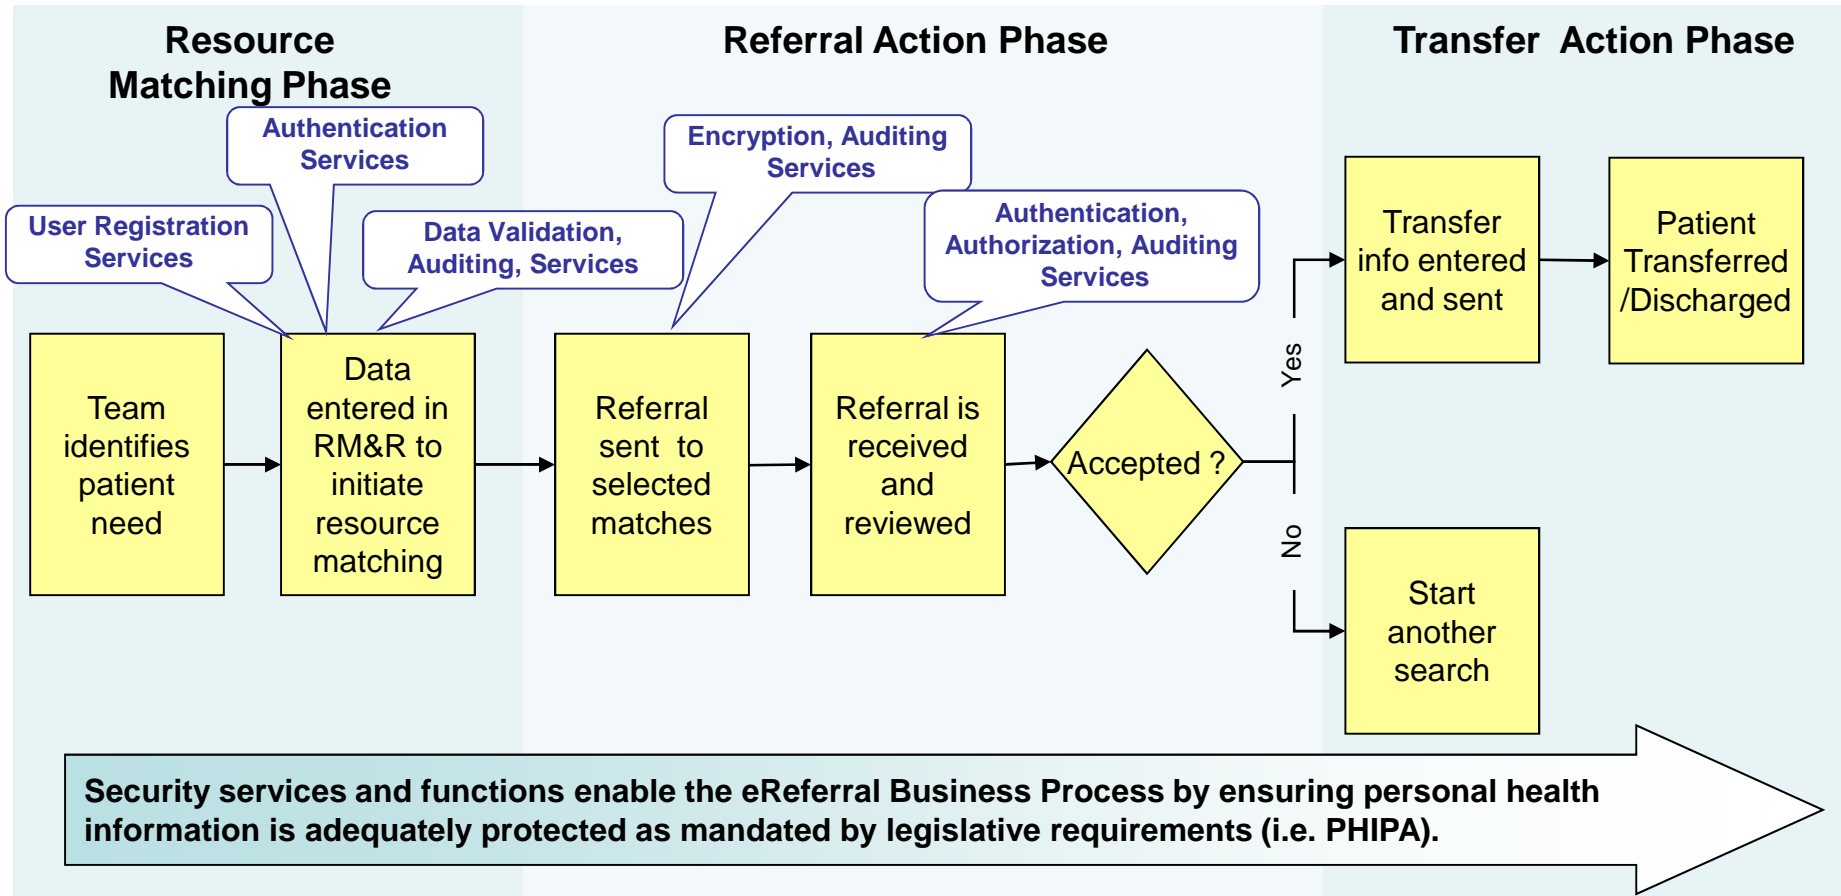 Resource
Matching Phase
Referral Action Phase
Transfer  Action Phase
Authentication
Services
User Registration
Services
Data Validation,
Auditing, Services
Encryption, Auditing
Services
Authentication,
Authorization, Auditing
Services
Team
identifies
patient
need
Data
entered in
RM&R to
initiate
resource
matching
Referral
sent  to
selected
matches
Referral is
received
and
reviewed
Accepted ?
Yes
No
Transfer
info entered
and sent
Patient
Transferred
/Discharged
Start
another
search
Security services and functions enable the eReferral Business Process by ensuring personal health
information is adequately protected as mandated by legislative requirements (i.e. PHIPA).